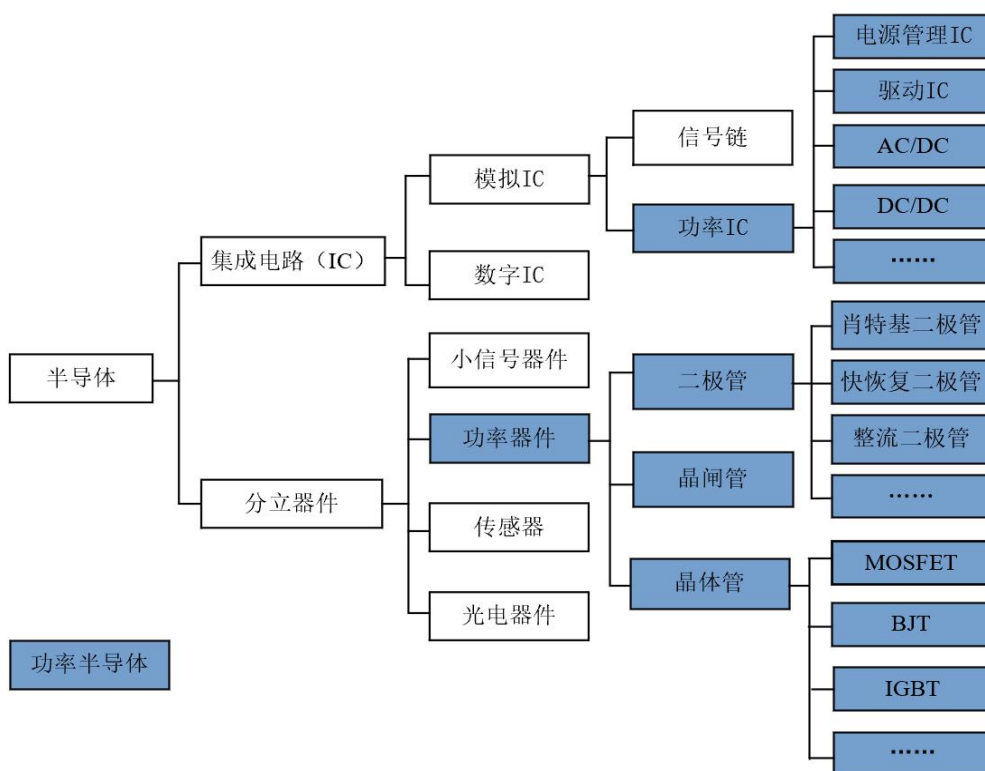 电源管理IC
驱动IC
信号链
AC/DC
模拟IC
DC/DC
功率IC
集成电路（IC）
数字IC
……
肖特基二极管
小信号器件
半导体
二极管
快恢复二极管
功率器件
整流二极管
晶闸管
分立器件
……
传感器
MOSFET
晶体管
光电器件
BJT
功率半导体
IGBT
……